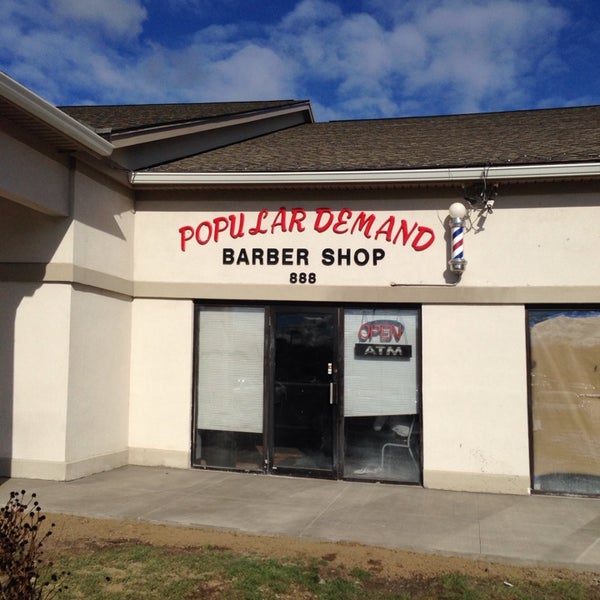 POPULAR DEMAND
BARBER SHOP
888
OPEN
ATM